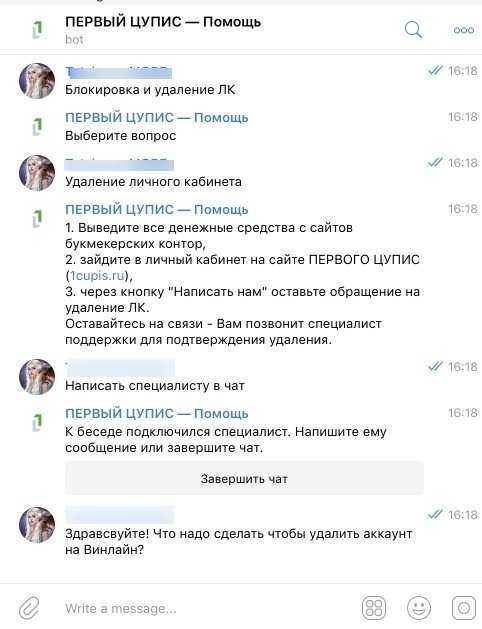 ПЕРВЫЙ ЦУПИС — Помощь
bot
16:18
Блокировка и удаление ЛК
ПЕРВЫЙ ЦУПИС — Помощь 16:18
Выберите вопрос
16:18
Удаление личного кабинета
ПЕРВЫЙ ЦУПИС — Помощь 16:18
1. Выведите все денежные средства с сайтов
букмекерских контор,
2. зайдите в личный кабинет на сайте ПЕРВОГО ЦУПИС
(1cupis.ru),
3. через кнопку "Написать нам" оставьте обращение на
удаление ЛК.
Оставайтесь на связи - Вам позвонит специалист
поддержки для подтверждения удаления.
16:18
Написать специалисту в чат
ПЕРВЫЙ ЦУПИС — Помощь 16:18
К беседе подключился специалист. Напишите ему
сообщение или завершите чат.
Завершить чат
16:18
Здравсвуйте! Что надо сделать чтобы удалить аккаунт
на Винлайн?
Write a message...